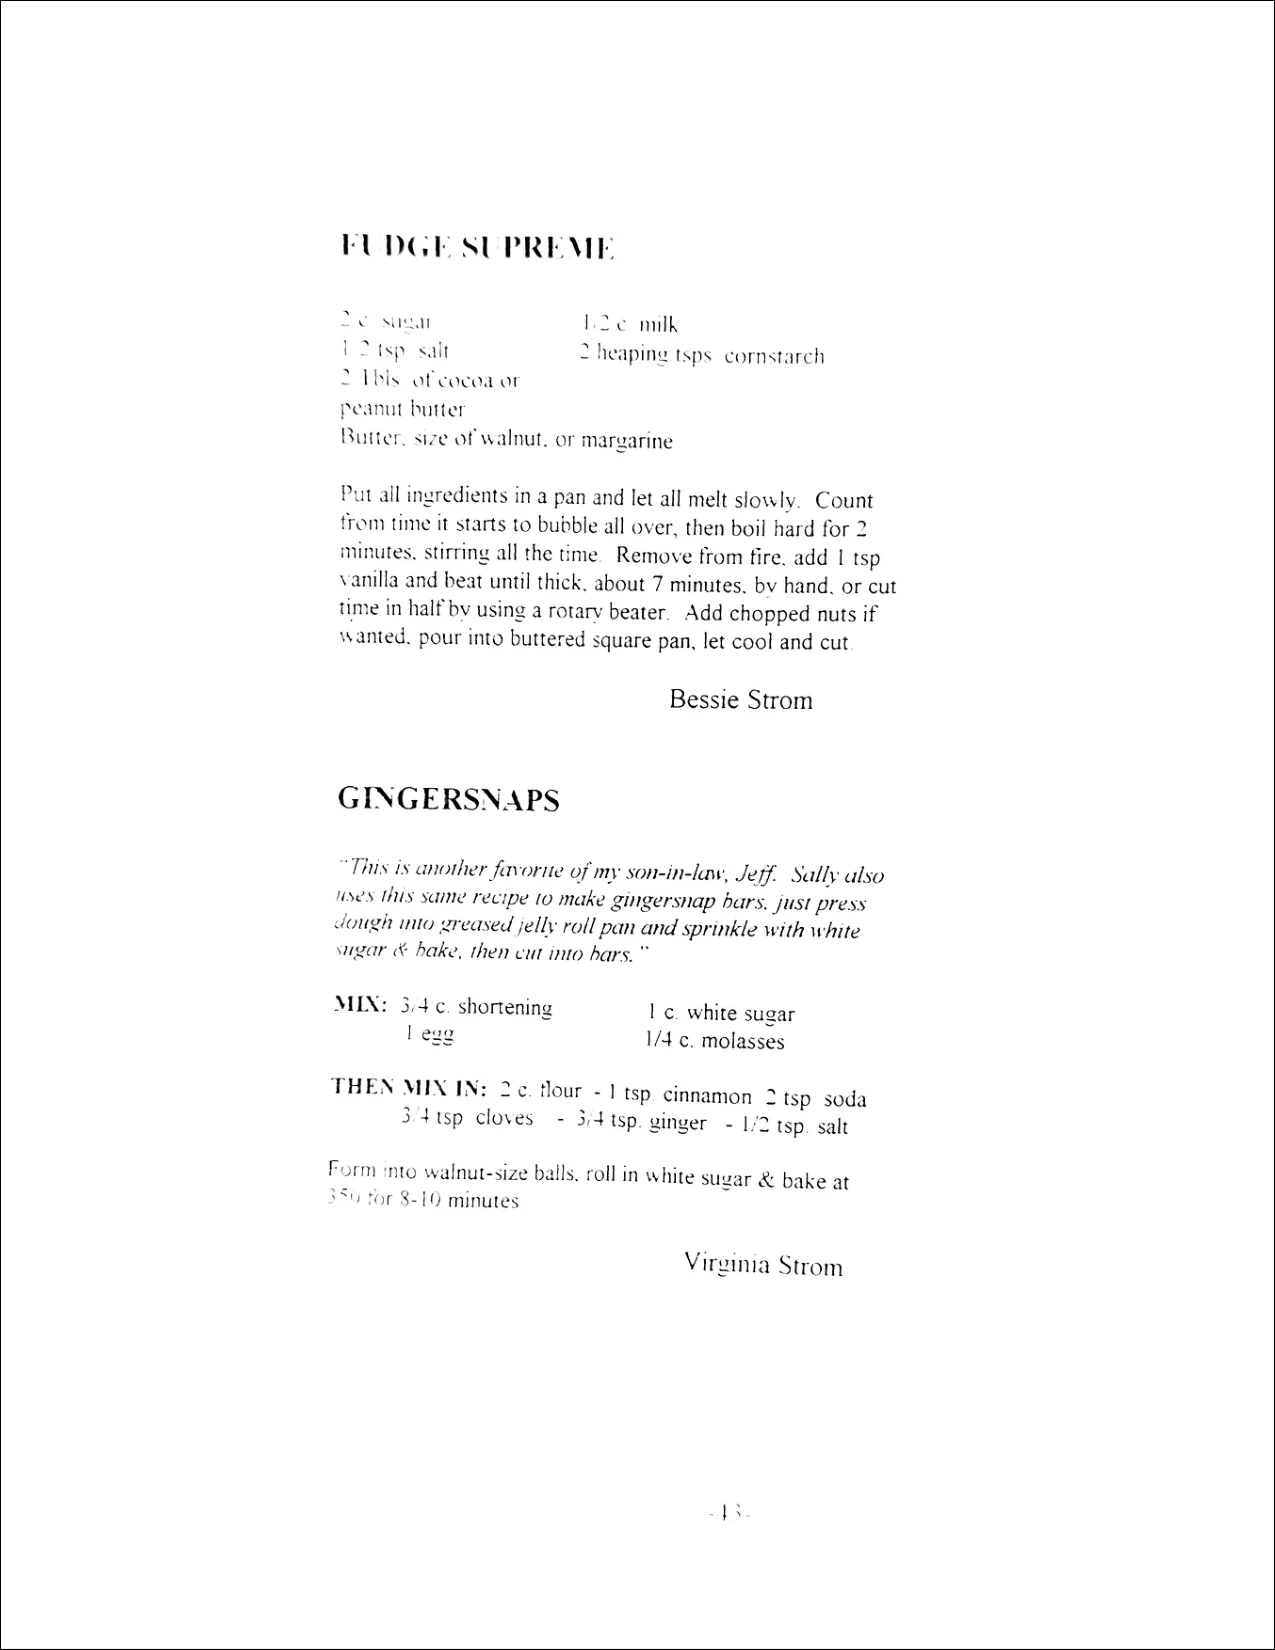 FUDGE SUPREME
2 c sugar 1/2 c milk
1/2 tsp salt 2 heaping tsps cornstarch
2 Tbls of cocoa or
peanut butter
Butter, size of walnut, or margarine
Put all ingredients in a pan and let all melt slowly. Count
from time it starts to bubble all over, then boil hard for 2
minutes, stirring all the time. Remove from fire, add 1 tsp
vanilla and beat until thick, about 7 minutes, by hand, or cut
time in half by using a rotary beater. Add chopped nuts if
wanted, pour into buttered square pan, let cool and cut.
Bessie Strom
GINGERSNAPS
"This is another favorite of my son-in-law, Jeff. Sally also
uses this same recipe to make gingersnap bars, just press
dough into greased jelly roll pan and sprinkle with white
sugar & bake, then cut into bars."
MIX: 3/4 c. shortening 1 c. white sugar
1 egg 1/4 c. molasses
THEN MIX IN: 2 c. flour - 1 tsp. cinnamon 2 tsp soda
3/4 tsp cloves - 3/4 tsp. ginger - 1/2 tsp. salt
Form into walnut-size balls, roll in white sugar & bake at
350 for 8-10 minutes
Virginia Strom